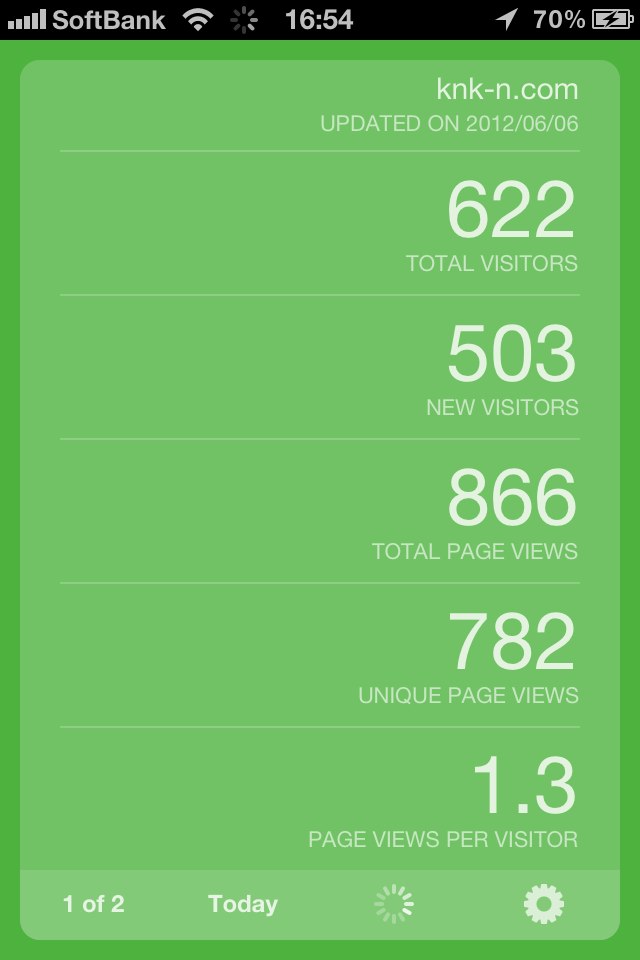 SoftBank 16:54 70%
knk-n.com
UPDATED ON 2012/06/06
622
TOTAL VISITORS
503
NEW VISITORS
866
TOTAL PAGE VIEWS
782
UNIQUE PAGE VIEWS
1.3
PAGE VIEWS PER VISITOR
1 of 2 Today